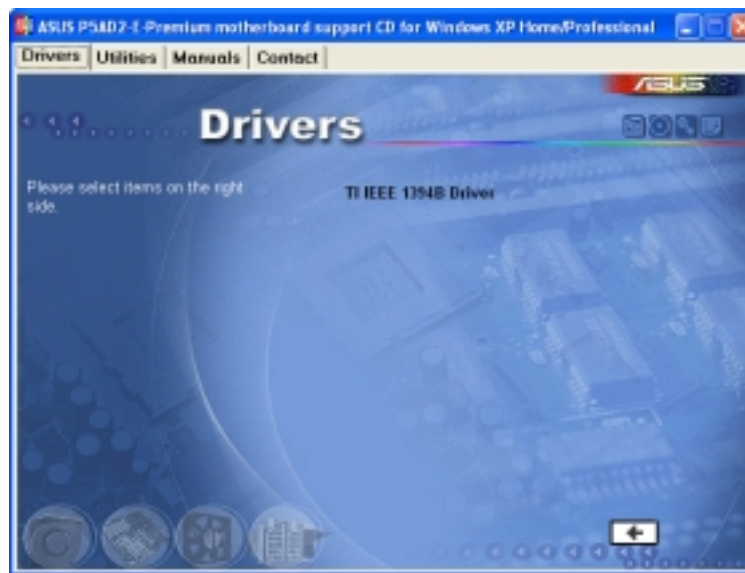 ASUS P5AD2-E-Premium motherboard support CD for Windows XP Home/Professional
Drivers Utilities Manuals Contact
ASUS
Drivers
Please select items on the right
side.
TI IEEE 1394B Driver